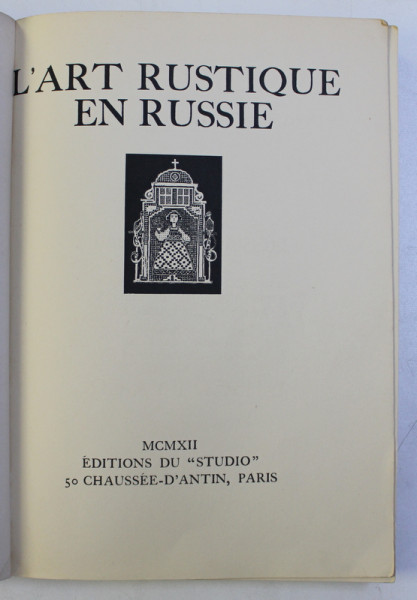 L'ART RUSTIQUE
EN RUSSIE
MCMXII
ÉDITIONS DU "STUDIO"
50 CHAUSSÉE-D'ANTIN, PARIS